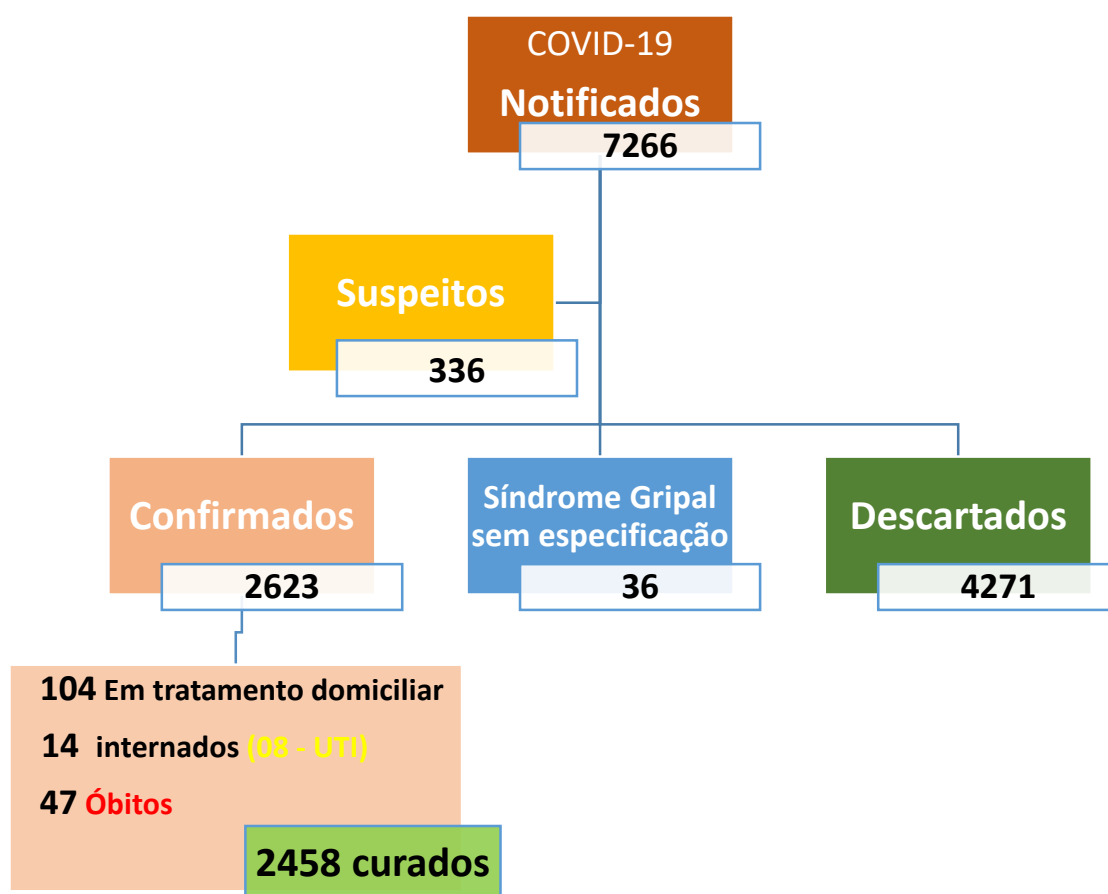 COVID-19
Notificados
7266
Suspeitos
336
Confirmados
2623
Síndrome Gripal
sem especificação
36
Descartados
4271
104 Em tratamento domiciliar
14 internados (08 - UTI)
47 Óbitos
2458 curados